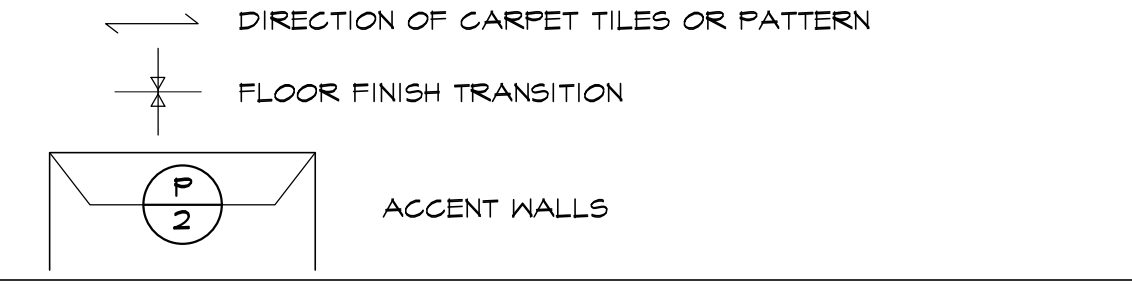 DIRECTION OF CARPET TILES OR PATTERN
FLOOR FINISH TRANSITION
P
2
ACCENT WALLS